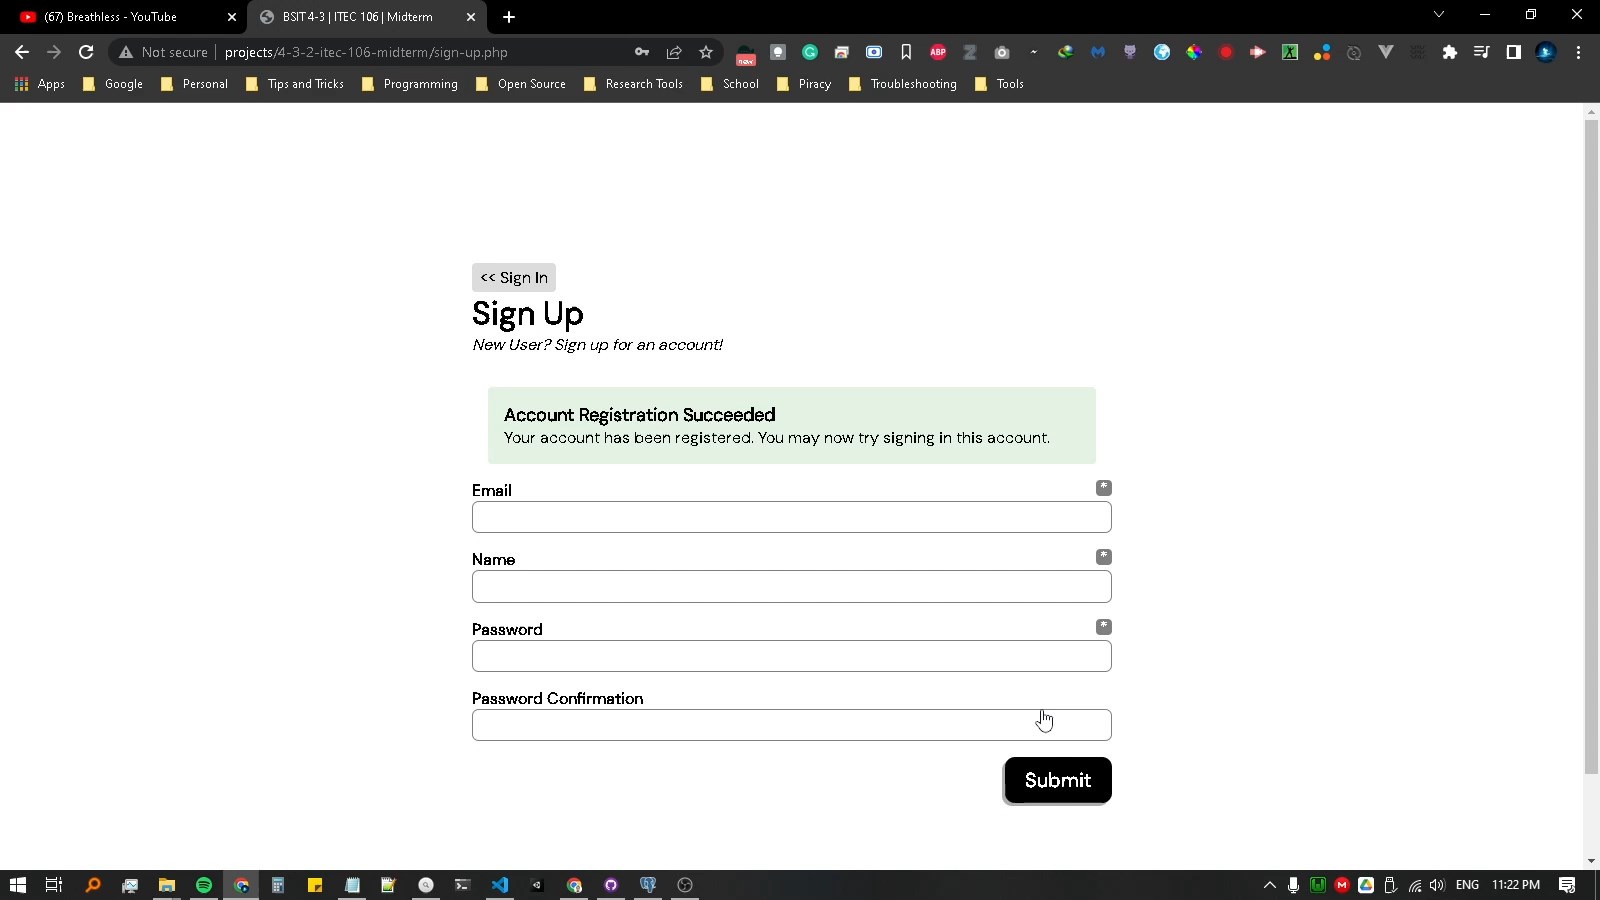 (67) Breathless - YouTube
BSIT 4-3 | ITEC 106 | Midterm
Not secure
projects/4-3-2-itec-106-midterm/sign-up.php
new
ABP
Apps
Google
Personal
Tips and Tricks
Programming
Open Source
Research Tools
School
Piracy
Troubleshooting
Tools
<< Sign In
Sign Up
New User? Sign up for an account!
Account Registration Succeeded
Your account has been registered. You may now try signing in this account.
Email
*
Name
*
Password
*
Password Confirmation
Submit
ENG
11:22 PM